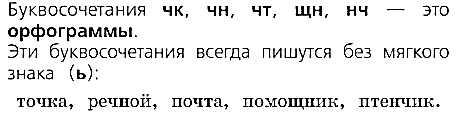 Буквосочетания чк, чн, чт, щн, нч — это
орфограммы.
Эти буквосочетания всегда пишутся без мягкого
знака (ь):
точка, речной, почта, помощник, птенчик.